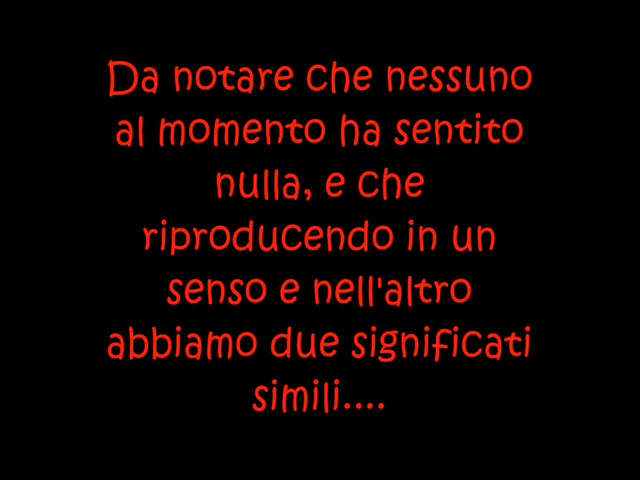 Da notare che nessuno
al momento ha sentito
nulla, e che
riproducendo in un
senso e nell'altro
abbiamo due significati
simili....